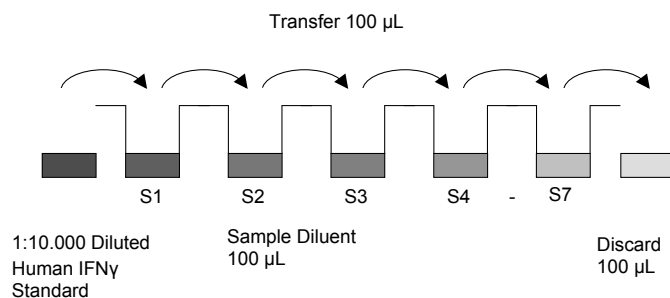 Transfer 100 µL
S1 S2 S3 S4 - S7
1:10.000 Diluted
Human IFNγ
Standard
Sample Diluent
100 µL
Discard
100 µL